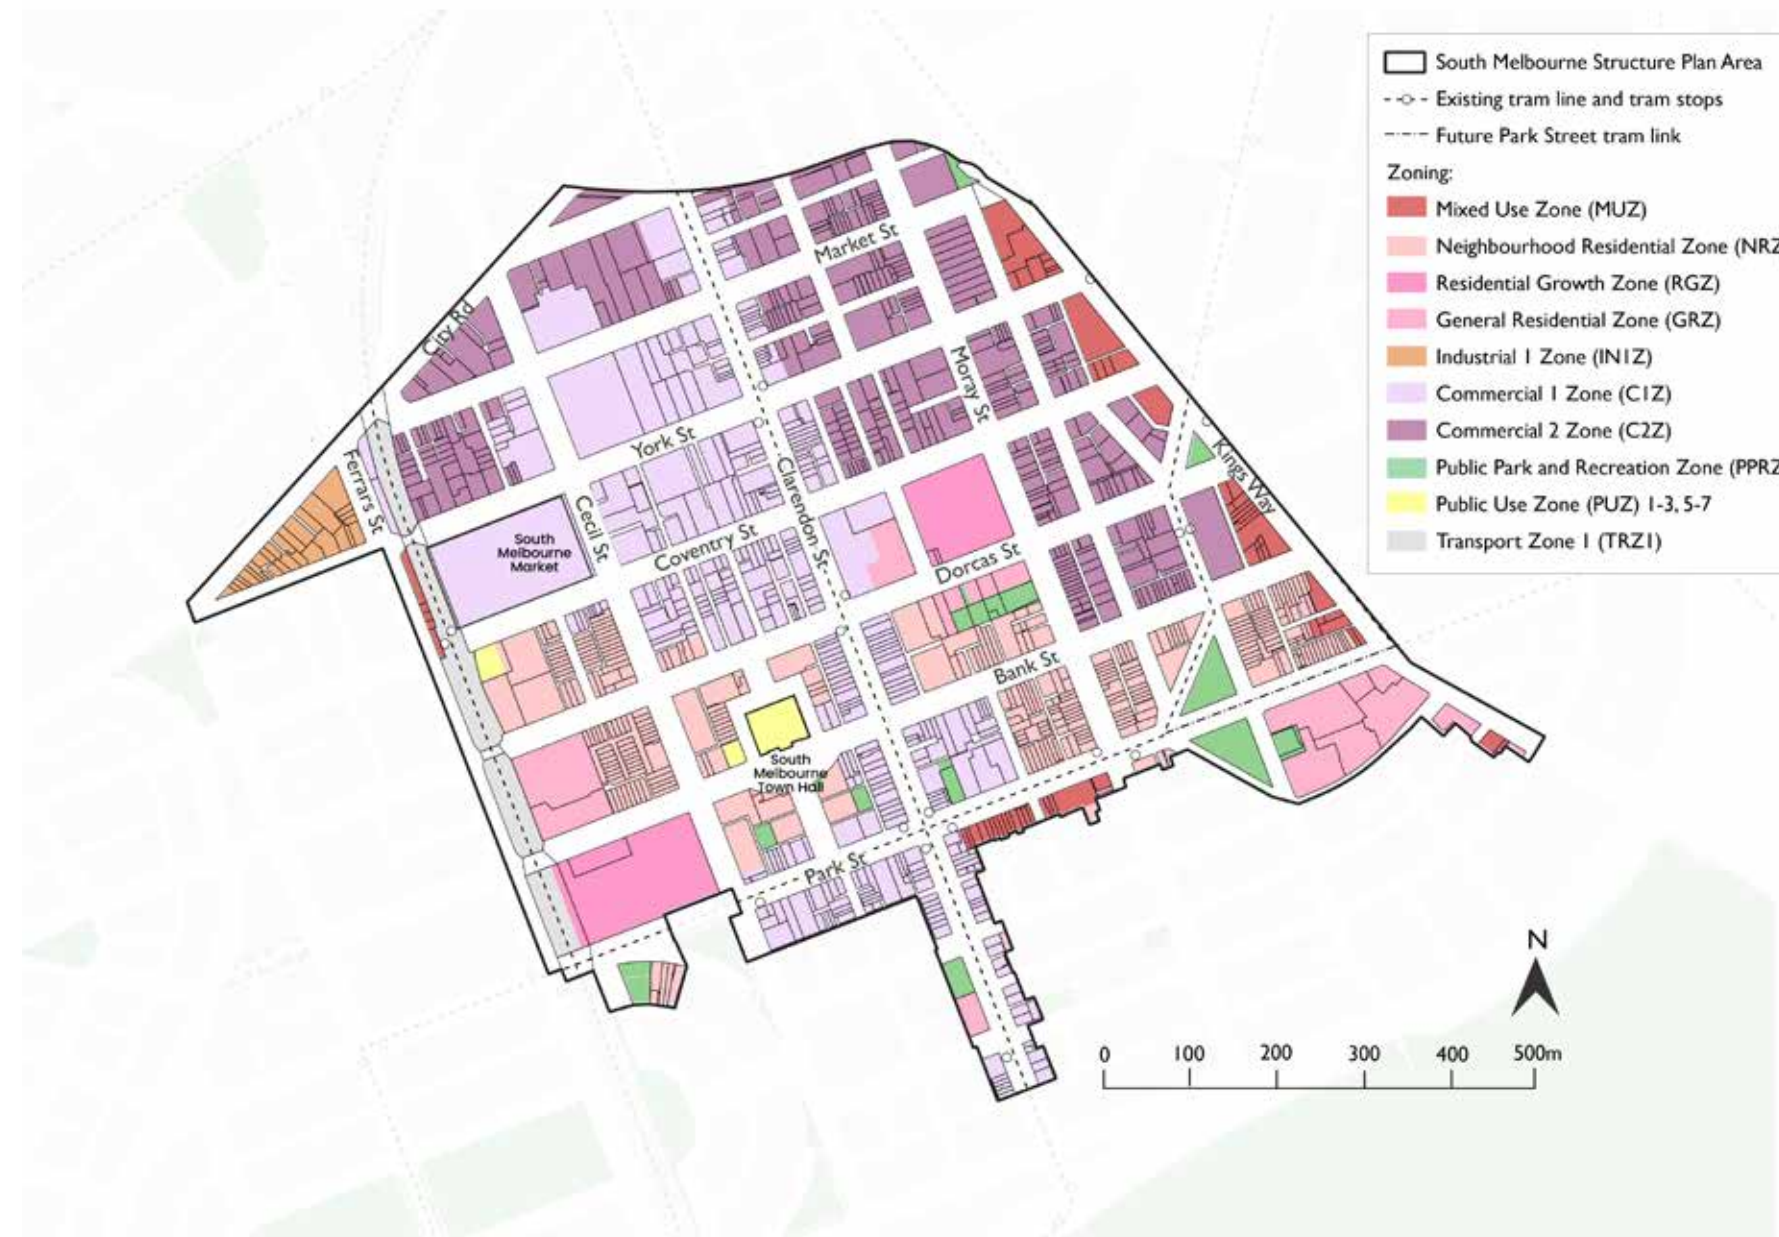 South Melbourne Structure Plan Area
Existing tram line and tram stops
Future Park Street tram link
Zoning:
Mixed Use Zone (MUZ)
Neighbourhood Residential Zone (NRZ
Residential Growth Zone (RGZ)
General Residential Zone (GRZ)
Industrial 1 Zone (IN1Z)
Commercial 1 Zone (C1Z)
Commercial 2 Zone (C2Z)
Public Park and Recreation Zone (PPRZ
Public Use Zone (PUZ) 1-3, 5-7
Transport Zone 1 (TRZ1)
Market St
City Rd
Moray St
York St
Kings Way
Ferrars St
Clarendon St
Cecil St
South
Melbourne
Market
Coventry St
Dorcas St
Bank St
South
Melbourne
Town Hall
Park St
N
0 100 200 300 400 500m